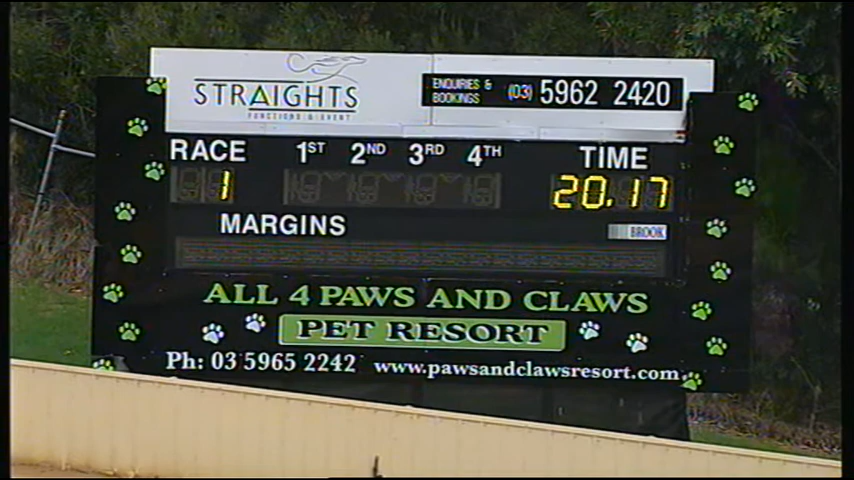 STRAIGHTS
FUNCTIONS & EVENT
ENQUIRIES & BOOKINGS (03) 5962 2420
RACE 1ST 2ND 3RD 4TH TIME
1 20.17
MARGINS
BROOK
ALL 4 PAWS AND CLAWS
PET RESORT
Ph: 03 5965 2242 www.pawsandclawsresort.com